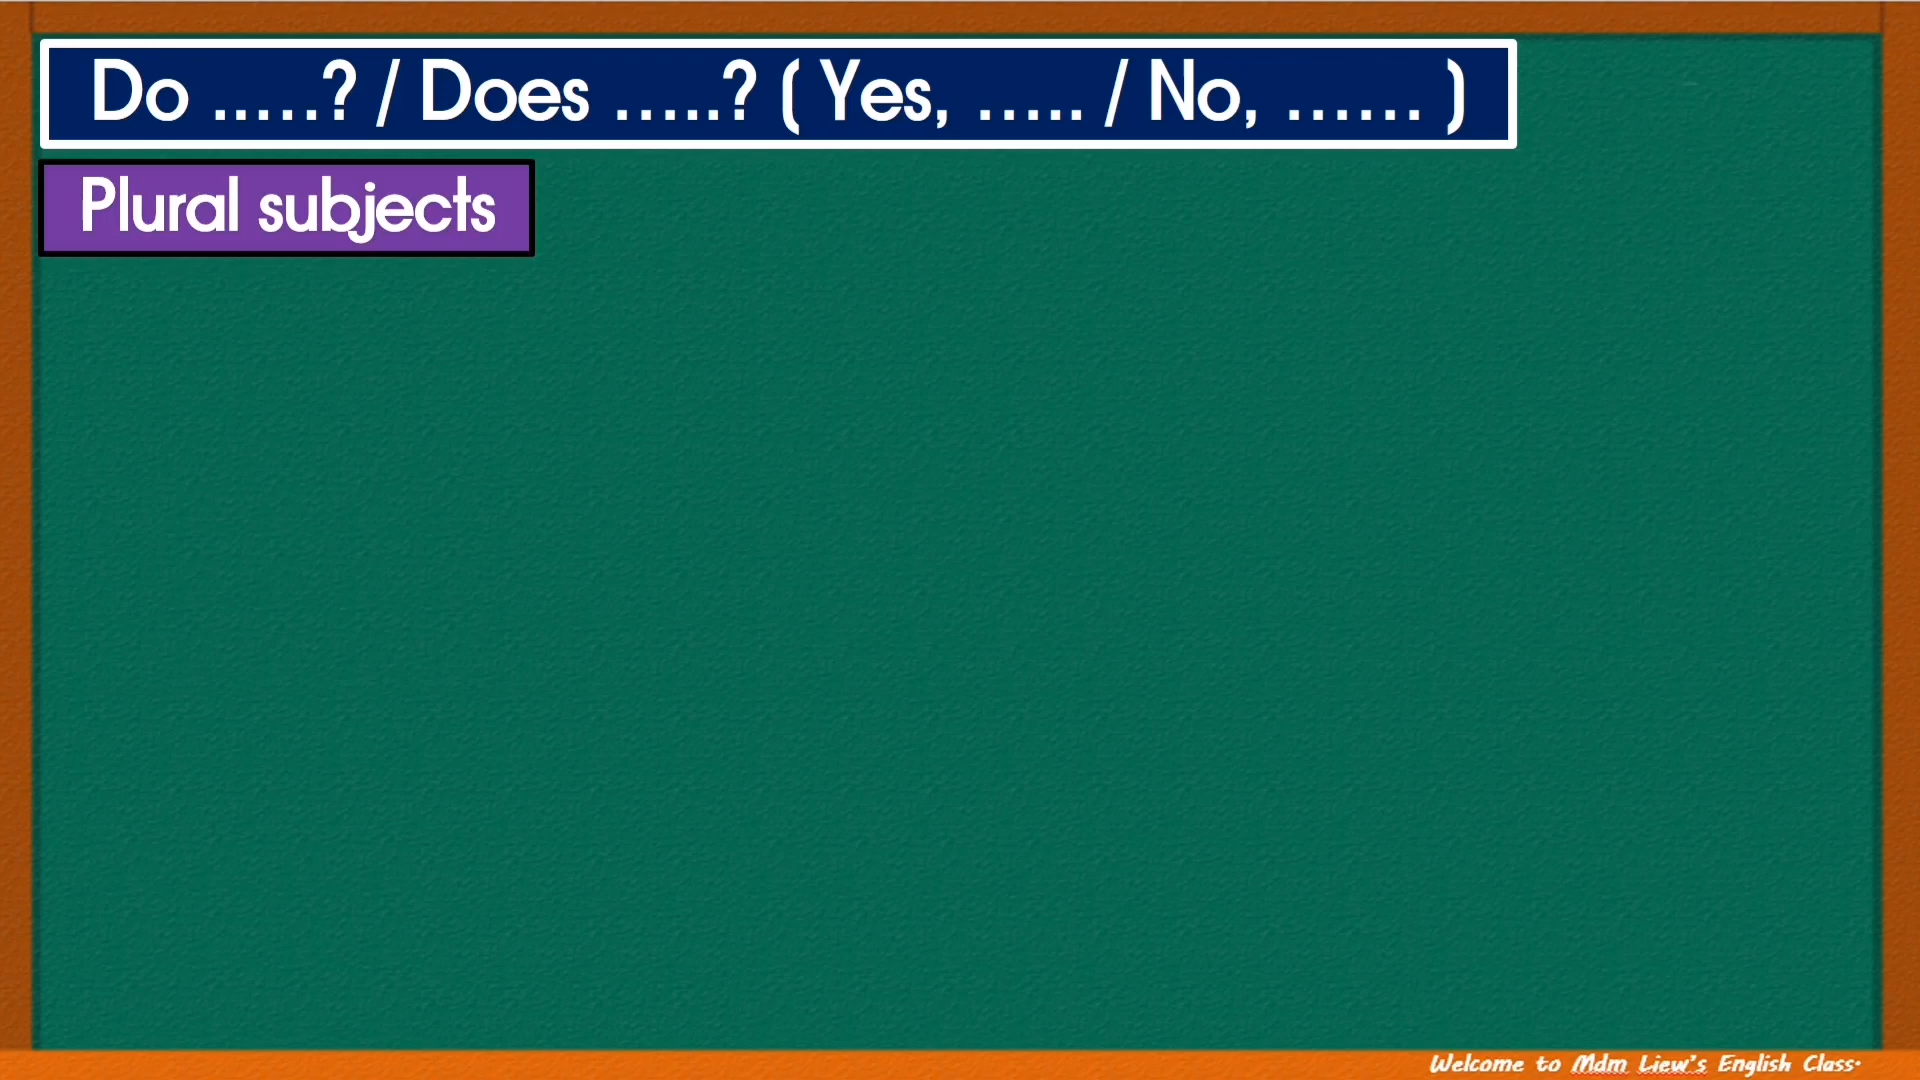 Do .....? / Does .....? ( Yes, ..... / No, ...... )
Plural subjects
Welcome to Mdm Liew's English Class.